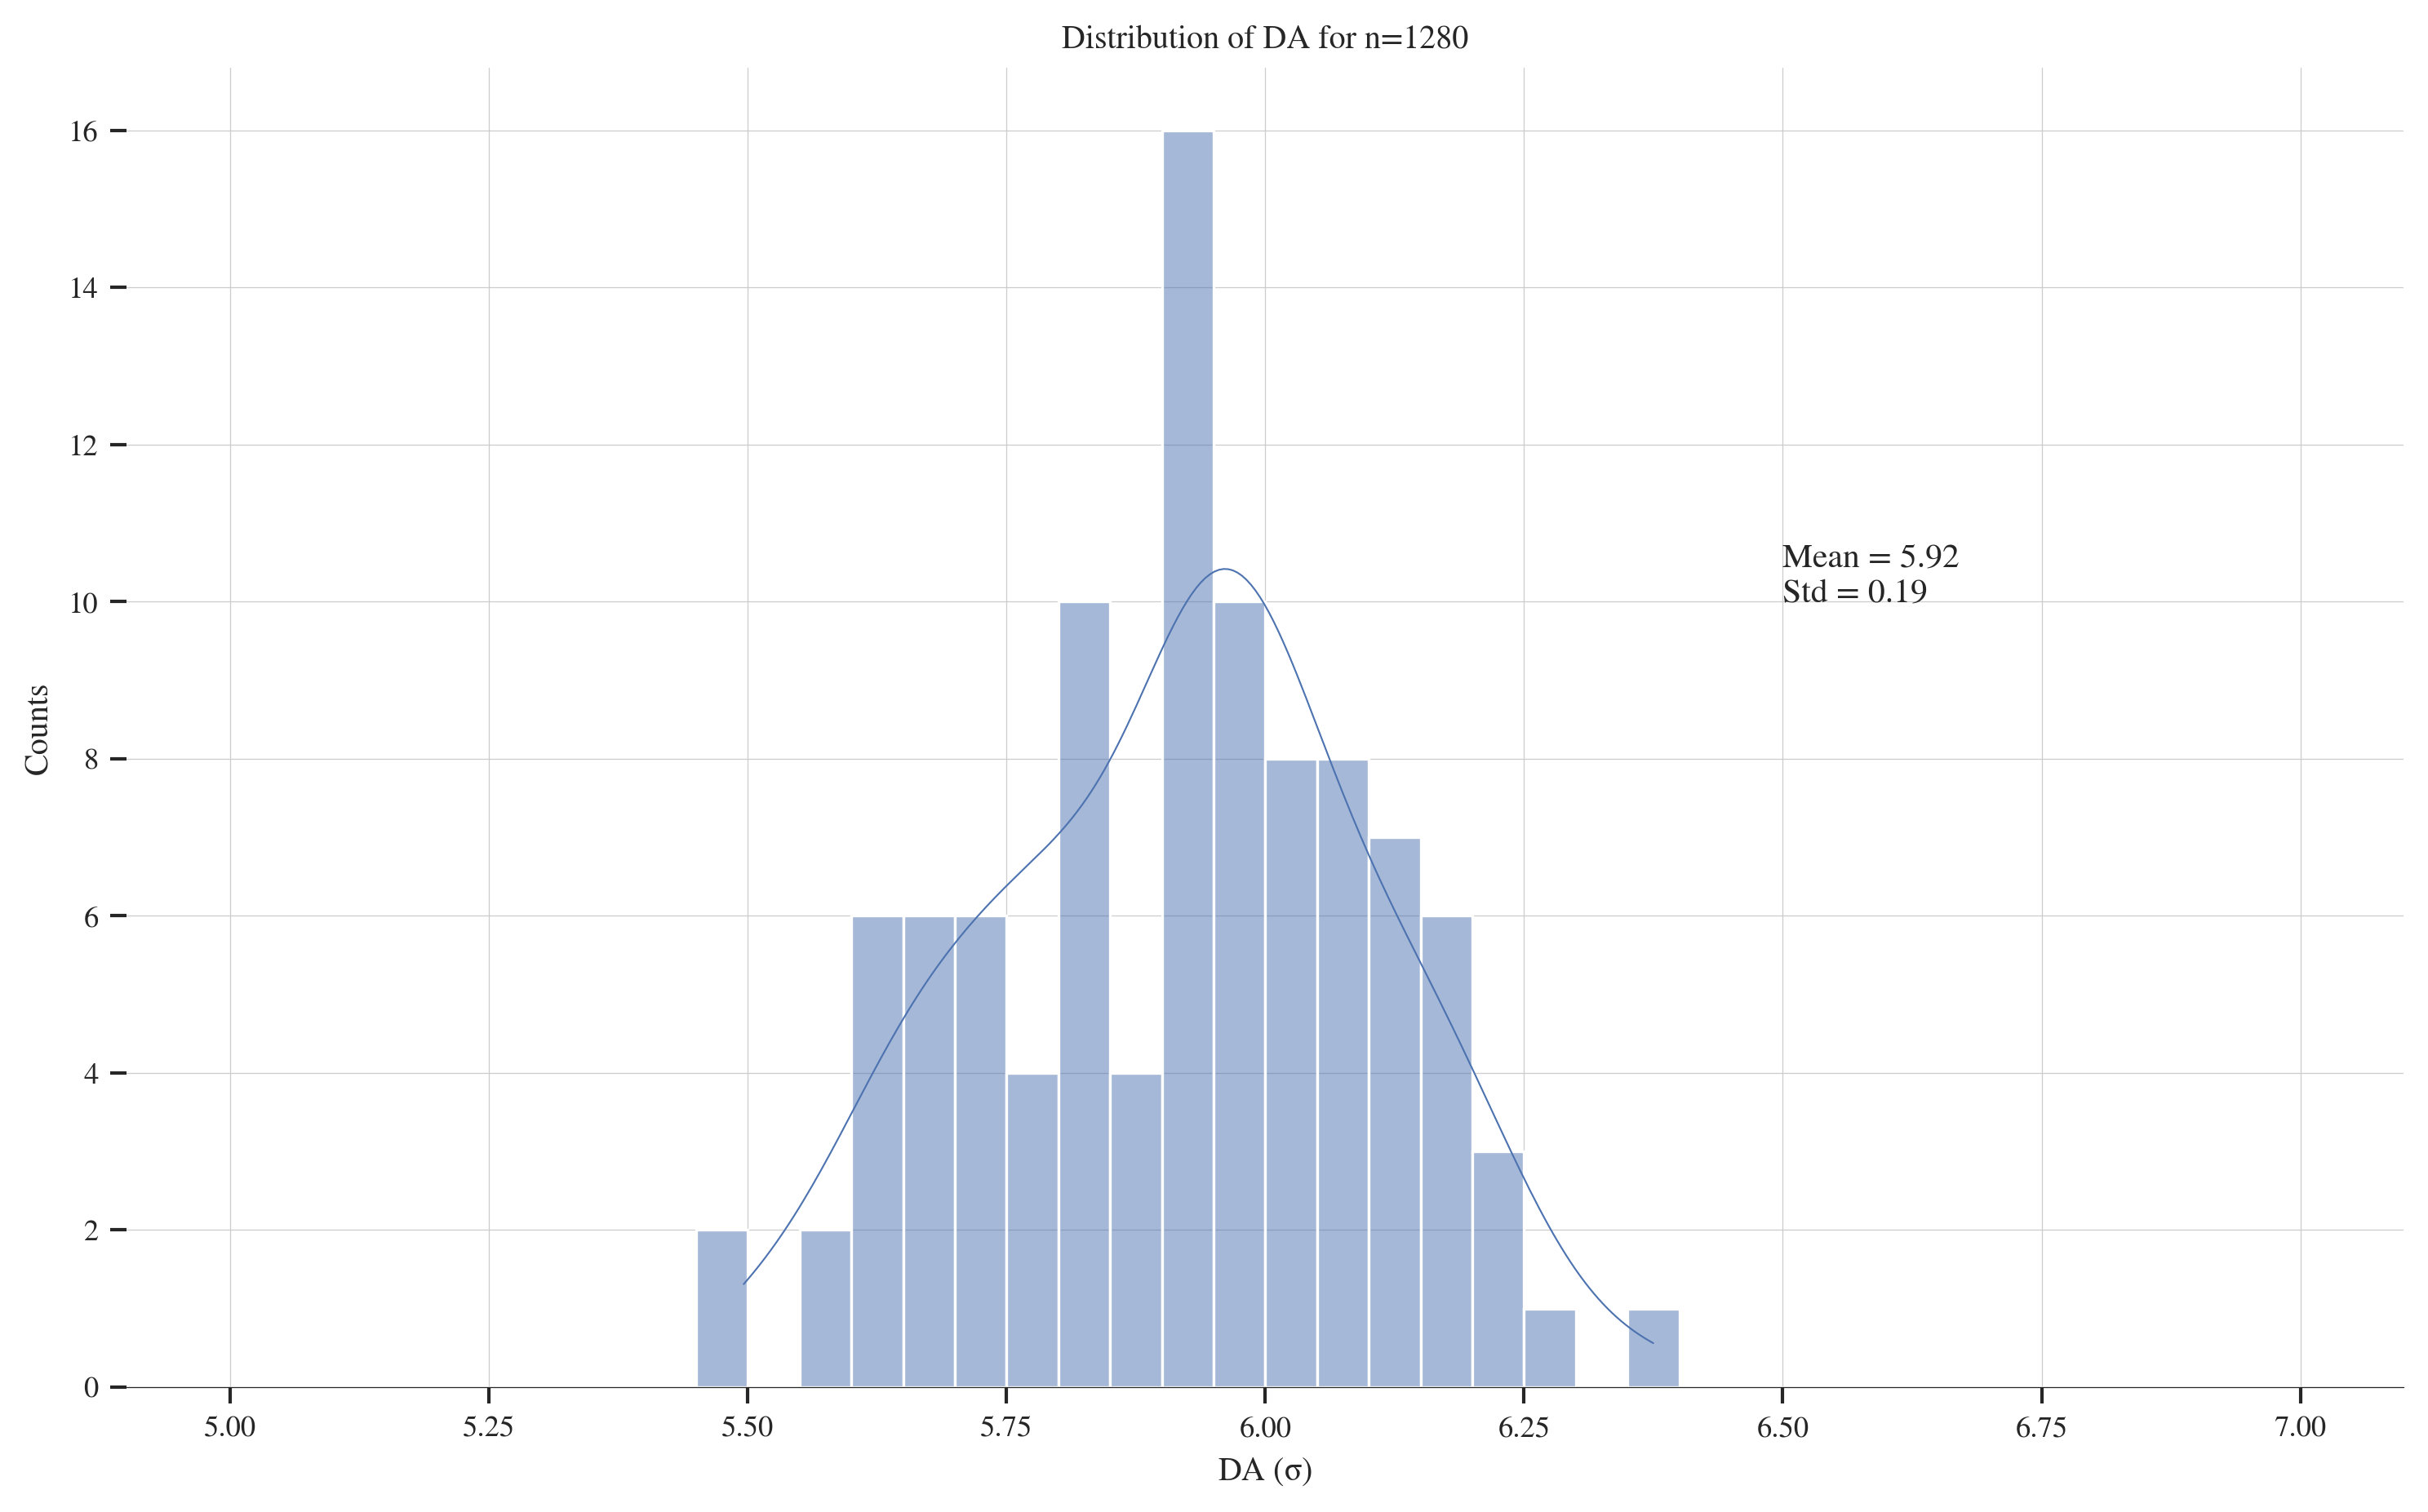 Distribution of DA for n=1280
16
14
12
10
8
6
4
2
0
Counts
Mean = 5.92
Std = 0.19
5.00 5.25 5.50 5.75 6.00 6.25 6.50 6.75 7.00
DA (σ)